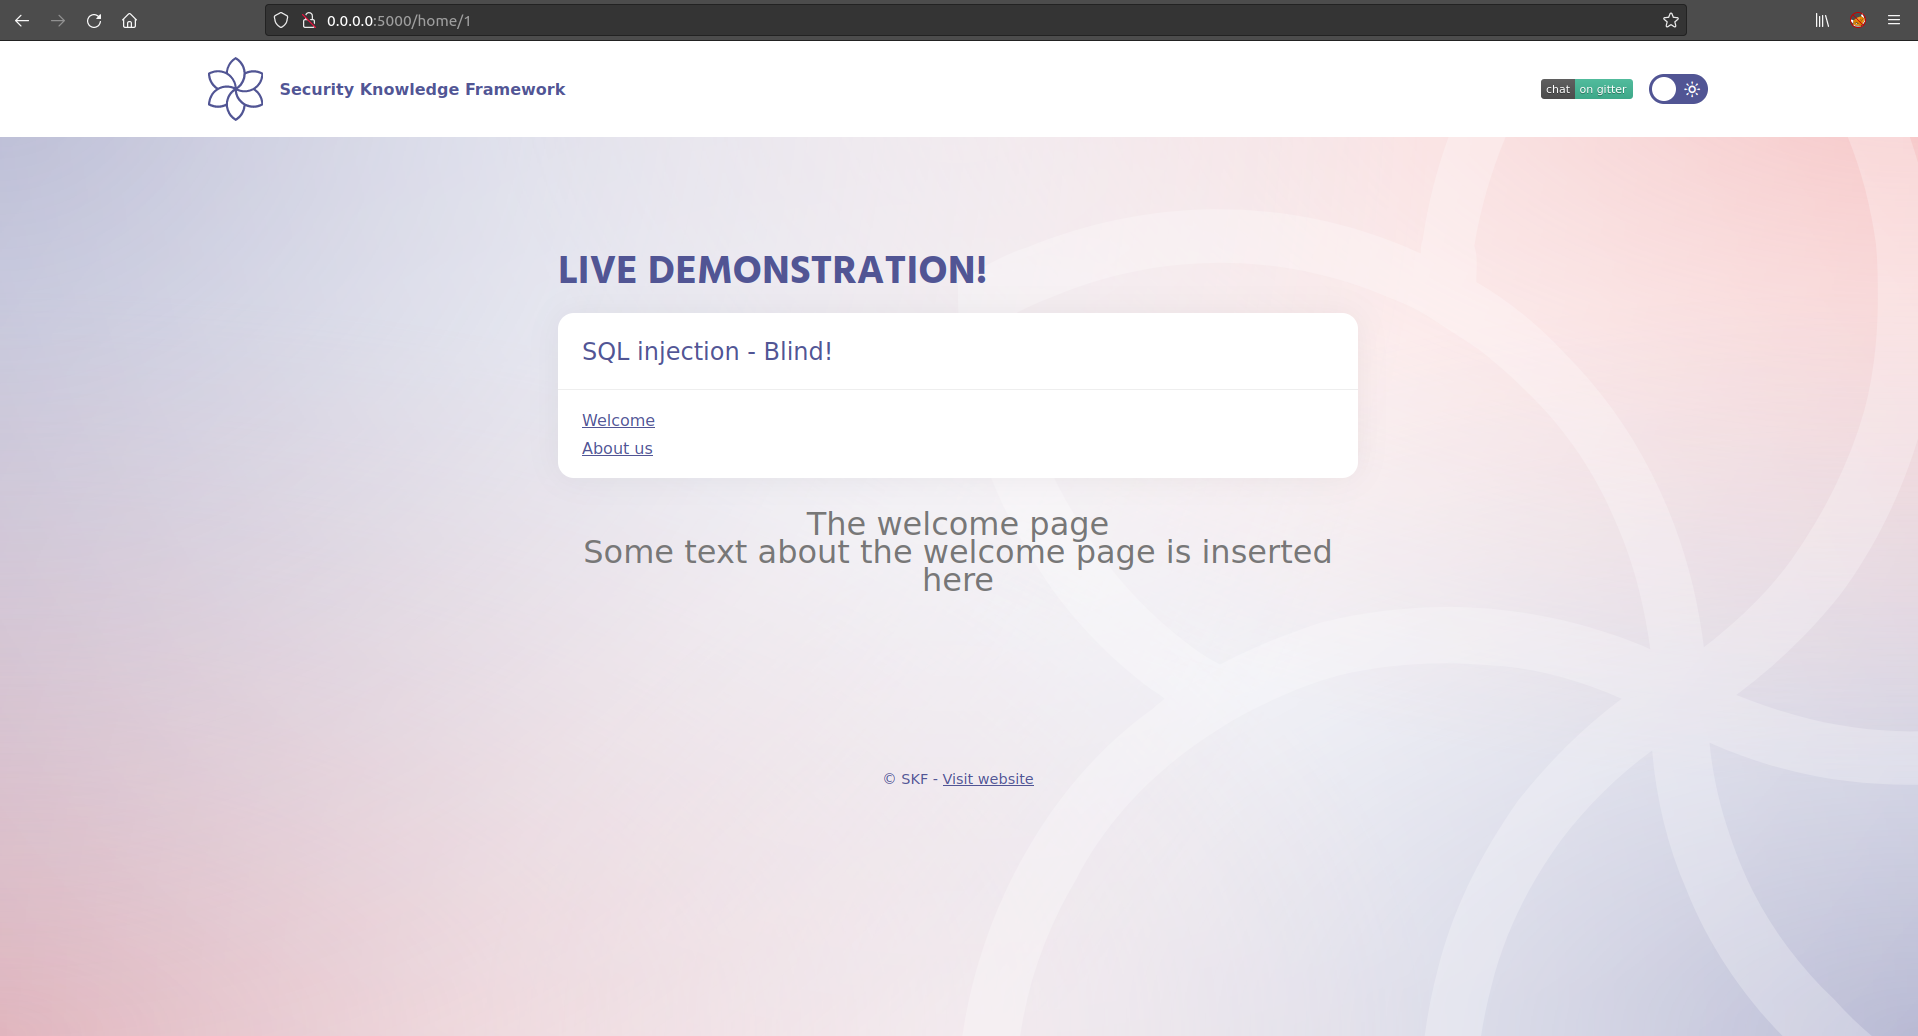 0.0.0.0:5000/home/1
Security Knowledge Framework
chat on gitter
LIVE DEMONSTRATION!
SQL injection - Blind!
Welcome
About us
The welcome page
Some text about the welcome page is inserted
here
© SKF - Visit website